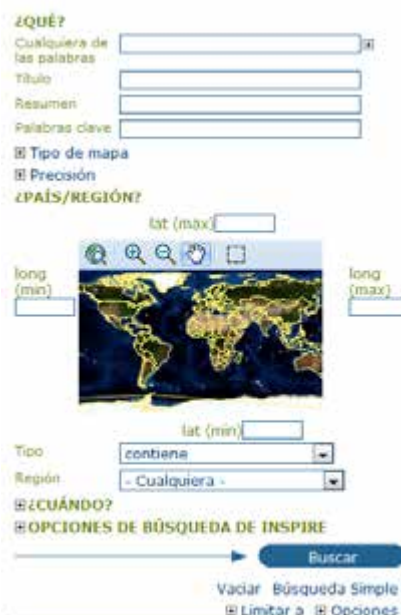 ¿QUÉ?
Cualquiera de
las palabras
Título
Resumen
Palabras clave
Tipo de mapa
Precisión
¿PAÍS/REGIÓN?
lat (max)
long
(min)
long
(max)
lat (min)
Tipo
contiene
Región
- Cualquiera -
¿CUÁNDO?
OPCIONES DE BÚSQUEDA DE INSPIRE
Buscar
Vaciar Búsqueda Simple
Limitar a Opciones